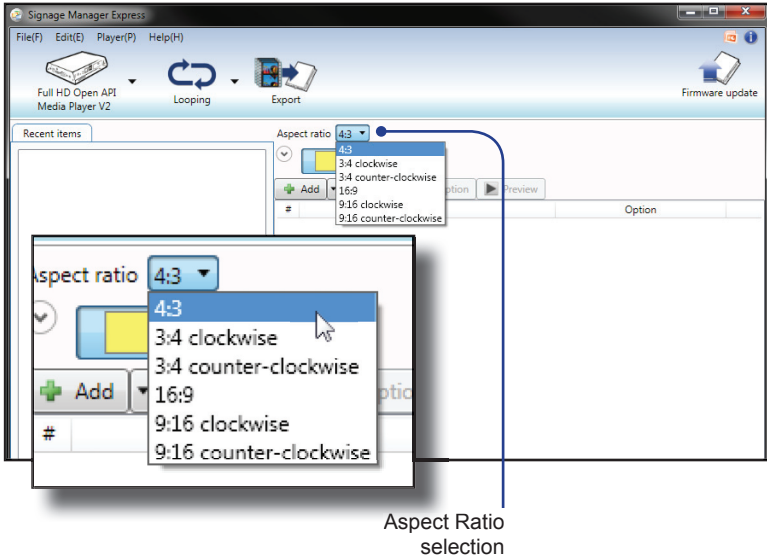 Signage Manager Express
File(F) Edit(E) Player(P) Help(H)
Full HD Open API
Media Player V2
Looping
Export
Firmware update
Recent items
Aspect ratio 4:3
4:3
3:4 clockwise
3:4 counter-clockwise
16:9
9:16 clockwise
9:16 counter-clockwise
Add
Preview
#
Option
Aspect ratio 4:3
4:3
3:4 clockwise
3:4 counter-clockwise
16:9
9:16 clockwise
9:16 counter-clockwise
Add
#
Aspect Ratio
selection